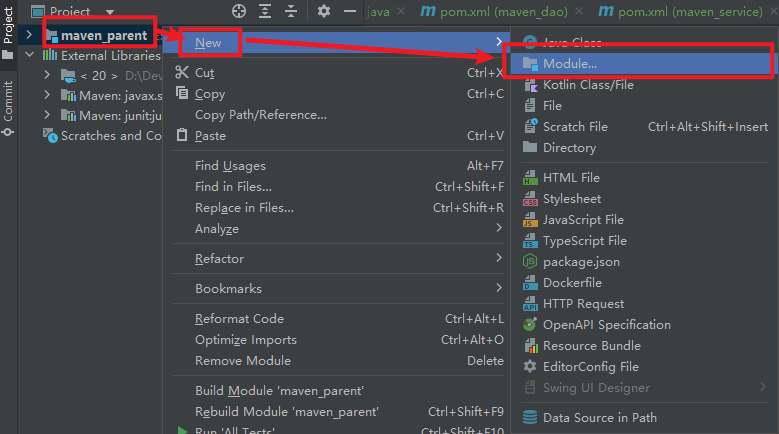 Project
Commit
Project
java
pom.xml (maven_dao)
pom.xml (maven_service)
maven_parent
External Libraries
< 20 > D:\Dev
Maven: javax.s
Maven: junit:ju
Scratches and Co
New
Cut Ctrl+X
Copy Ctrl+C
Copy Path/Reference...
Paste Ctrl+V
Find Usages Alt+F7
Find in Files... Ctrl+Shift+F
Replace in Files... Ctrl+Shift+R
Analyze
Refactor
Bookmarks
Reformat Code Ctrl+Alt+L
Optimize Imports Ctrl+Alt+O
Remove Module Delete
Build Module 'maven_parent'
Rebuild Module 'maven_parent' Ctrl+Shift+F9
Run 'All Tests' Ctrl+Shift+F10
Java Class
Module...
Kotlin Class/File
File
Scratch File Ctrl+Alt+Shift+Insert
Directory
HTML File
Stylesheet
JavaScript File
TypeScript File
package.json
Dockerfile
HTTP Request
OpenAPI Specification
Resource Bundle
EditorConfig File
Swing UI Designer
Data Source in Path